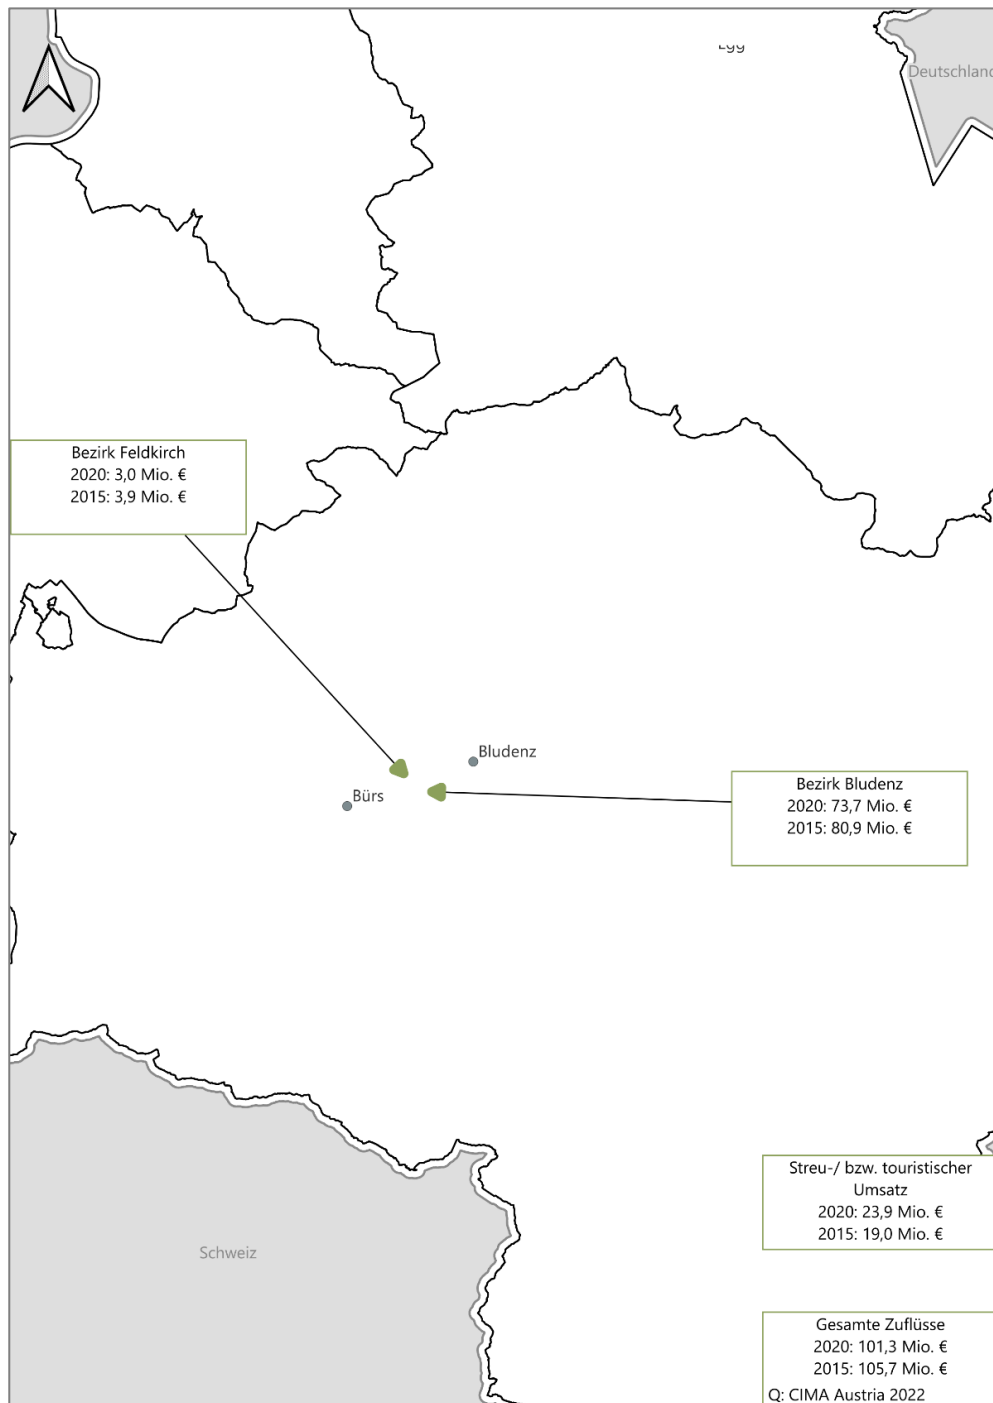 Deutschland
Bezirk Feldkirch
2020: 3,0 Mio. €
2015: 3,9 Mio. €
Bludenz
Bürs
Bezirk Bludenz
2020: 73,7 Mio. €
2015: 80,9 Mio. €
Streu-/ bzw. touristischer
Umsatz
2020: 23,9 Mio. €
2015: 19,0 Mio. €
Schweiz
Gesamte Zuflüsse
2020: 101,3 Mio. €
2015: 105,7 Mio. €
Q: CIMA Austria 2022